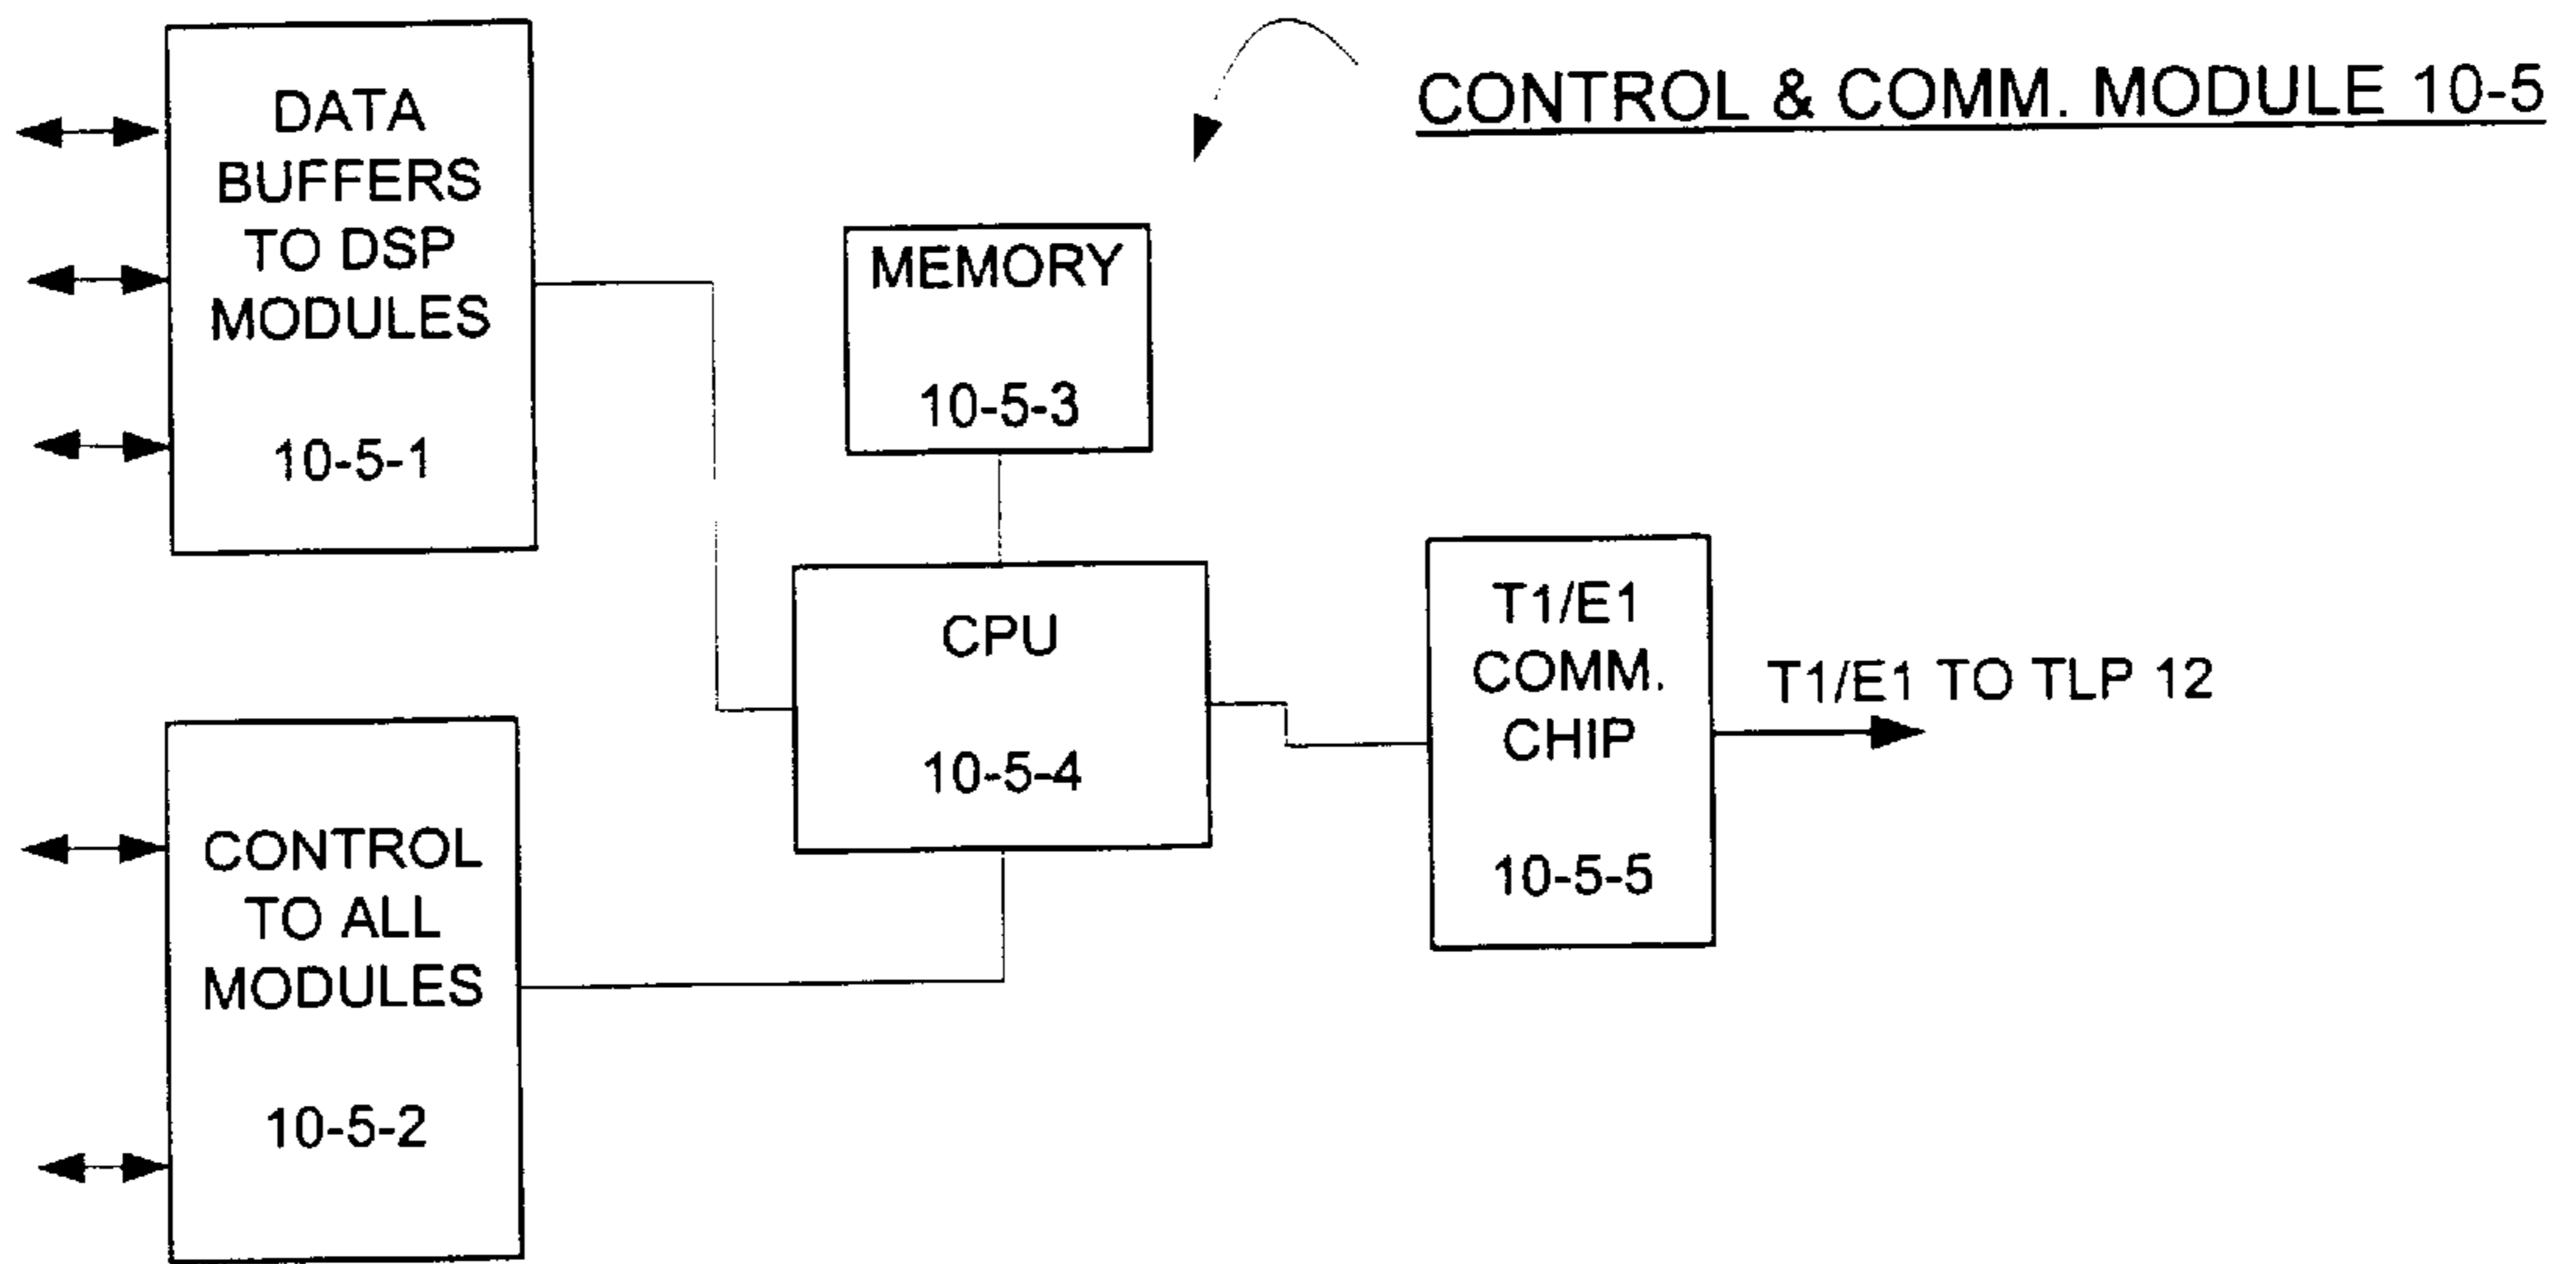 CONTROL & COMM. MODULE 10-5
DATA
BUFFERS
TO DSP
MODULES
10-5-1
MEMORY
10-5-3
CPU
10-5-4
T1/E1
COMM.
CHIP
10-5-5
T1/E1 TO TLP 12
CONTROL
TO ALL
MODULES
10-5-2